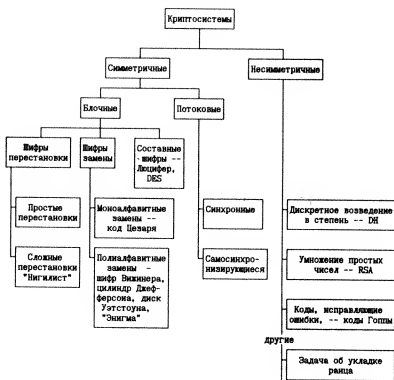 Криптосистемы
Симметричные
Несимметричные
Блочные
Потоковые
Шифры
перестановки
Шифры
замены
Составные
шифры --
Люцифер,
DES
Простые
перестановки
Моноалфавитные
замены --
код Цезаря
Синхронные
Дискретное возведение
в степень -- DH
Сложные
перестановки
"Нигилист"
Полиалфавитные
замены -
шифр Вижинера,
цилиндр Джеф-
ферсона, диск
Уэтстоуна,
"Энигма"
Самосинхро-
низирующиеся
Умножение простых
чисел -- RSA
Коды, исправляющие
ошибки, -- коды Гоппы
другие
Задача об укладке
ранца